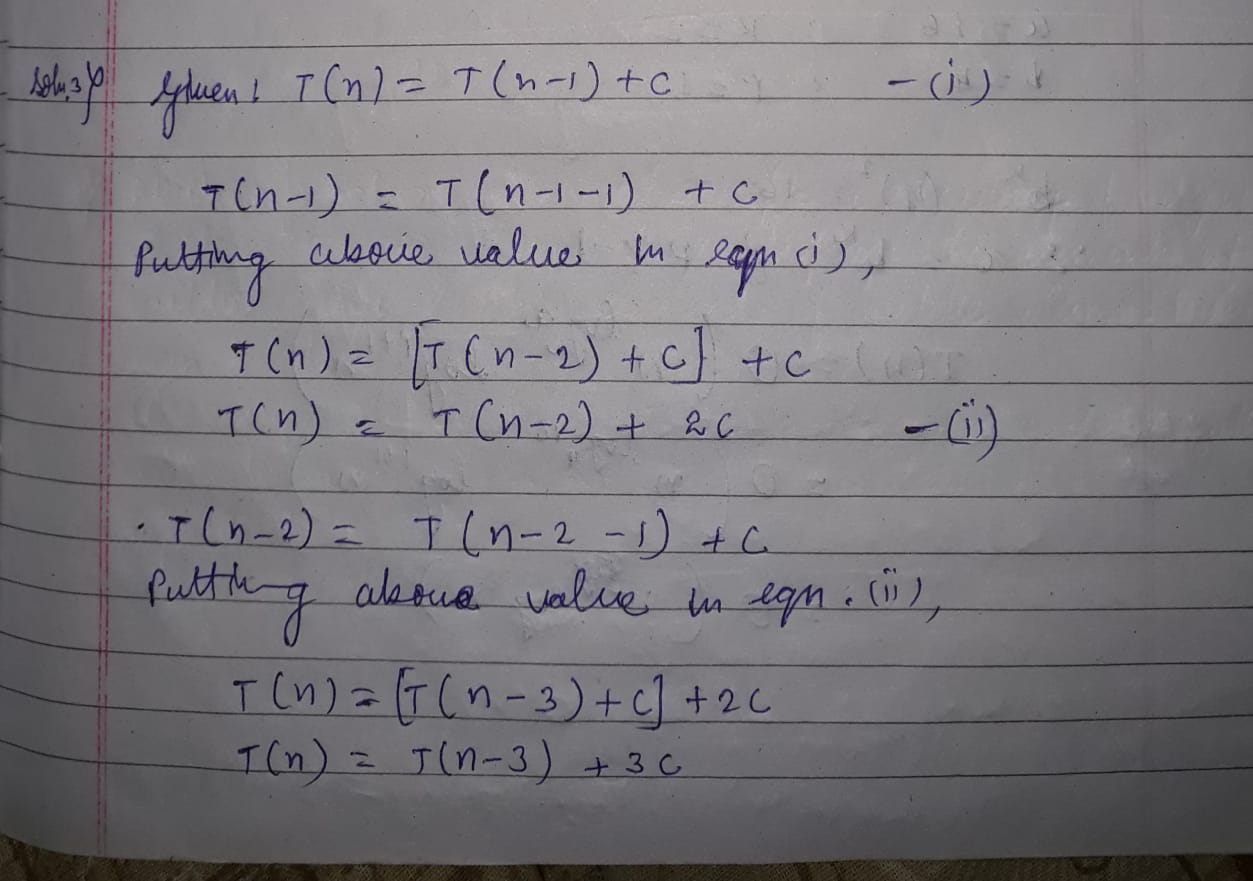 Soln 3) Given: T(n) = T(n-1) + C - (i)
T(n-1) = T(n-1-1) + C
Putting above value in eqn (i),
T(n) = [T(n-2) + C] + C
T(n) = T(n-2) + 2C - (ii)
. T(n-2) = T(n-2-1) + C
Putting above value in eqn. (ii),
T(n) = [T(n-3) + C] + 2C
T(n) = T(n-3) + 3C